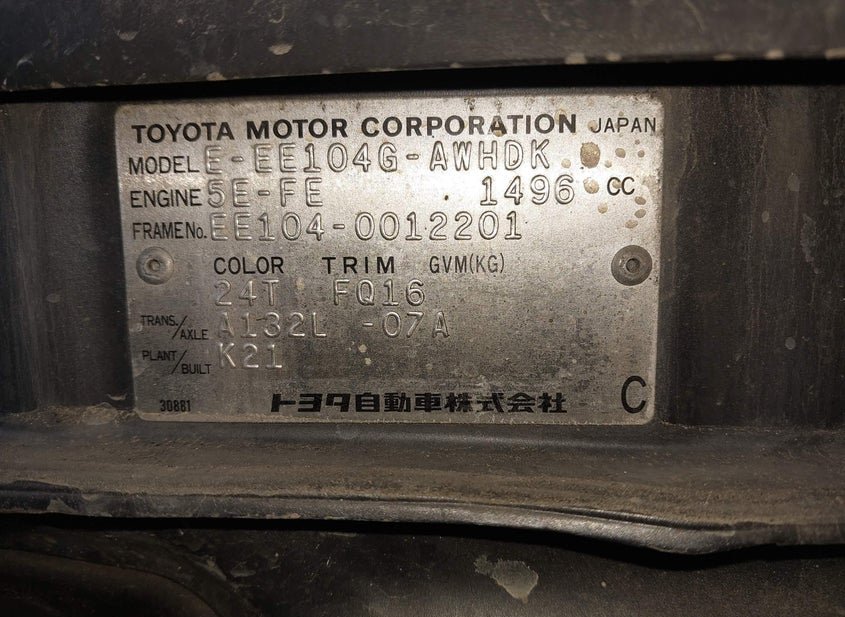 TOYOTA MOTOR CORPORATION JAPAN
MODEL E-EE104G-AWHDK
ENGINE 5E-FE 1496 CC
FRAME No. EE104-0012201
COLOR TRIM GVM(KG)
24T FQ16
TRANS./AXLE A132L -07A
PLANT/BUILT K21
30881 トヨタ自動車株式会社 C